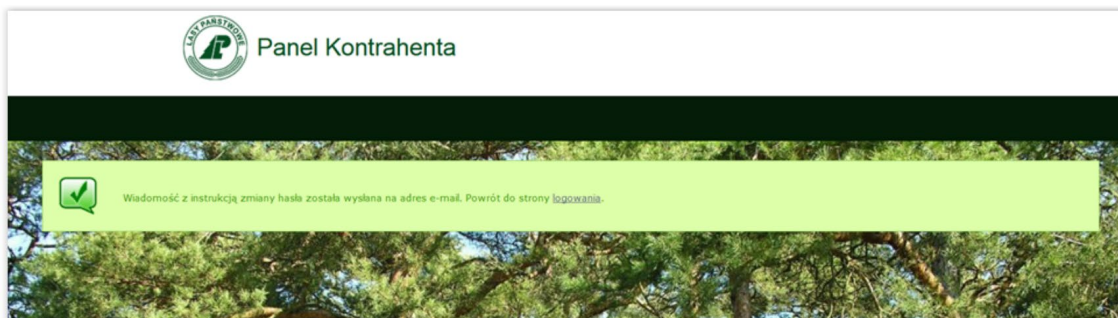 LASY PAŃSTWOWE
Panel Kontrahenta
Wiadomość z instrukcją zmiany hasła została wysłana na adres e-mail. Powrót do strony logowania.